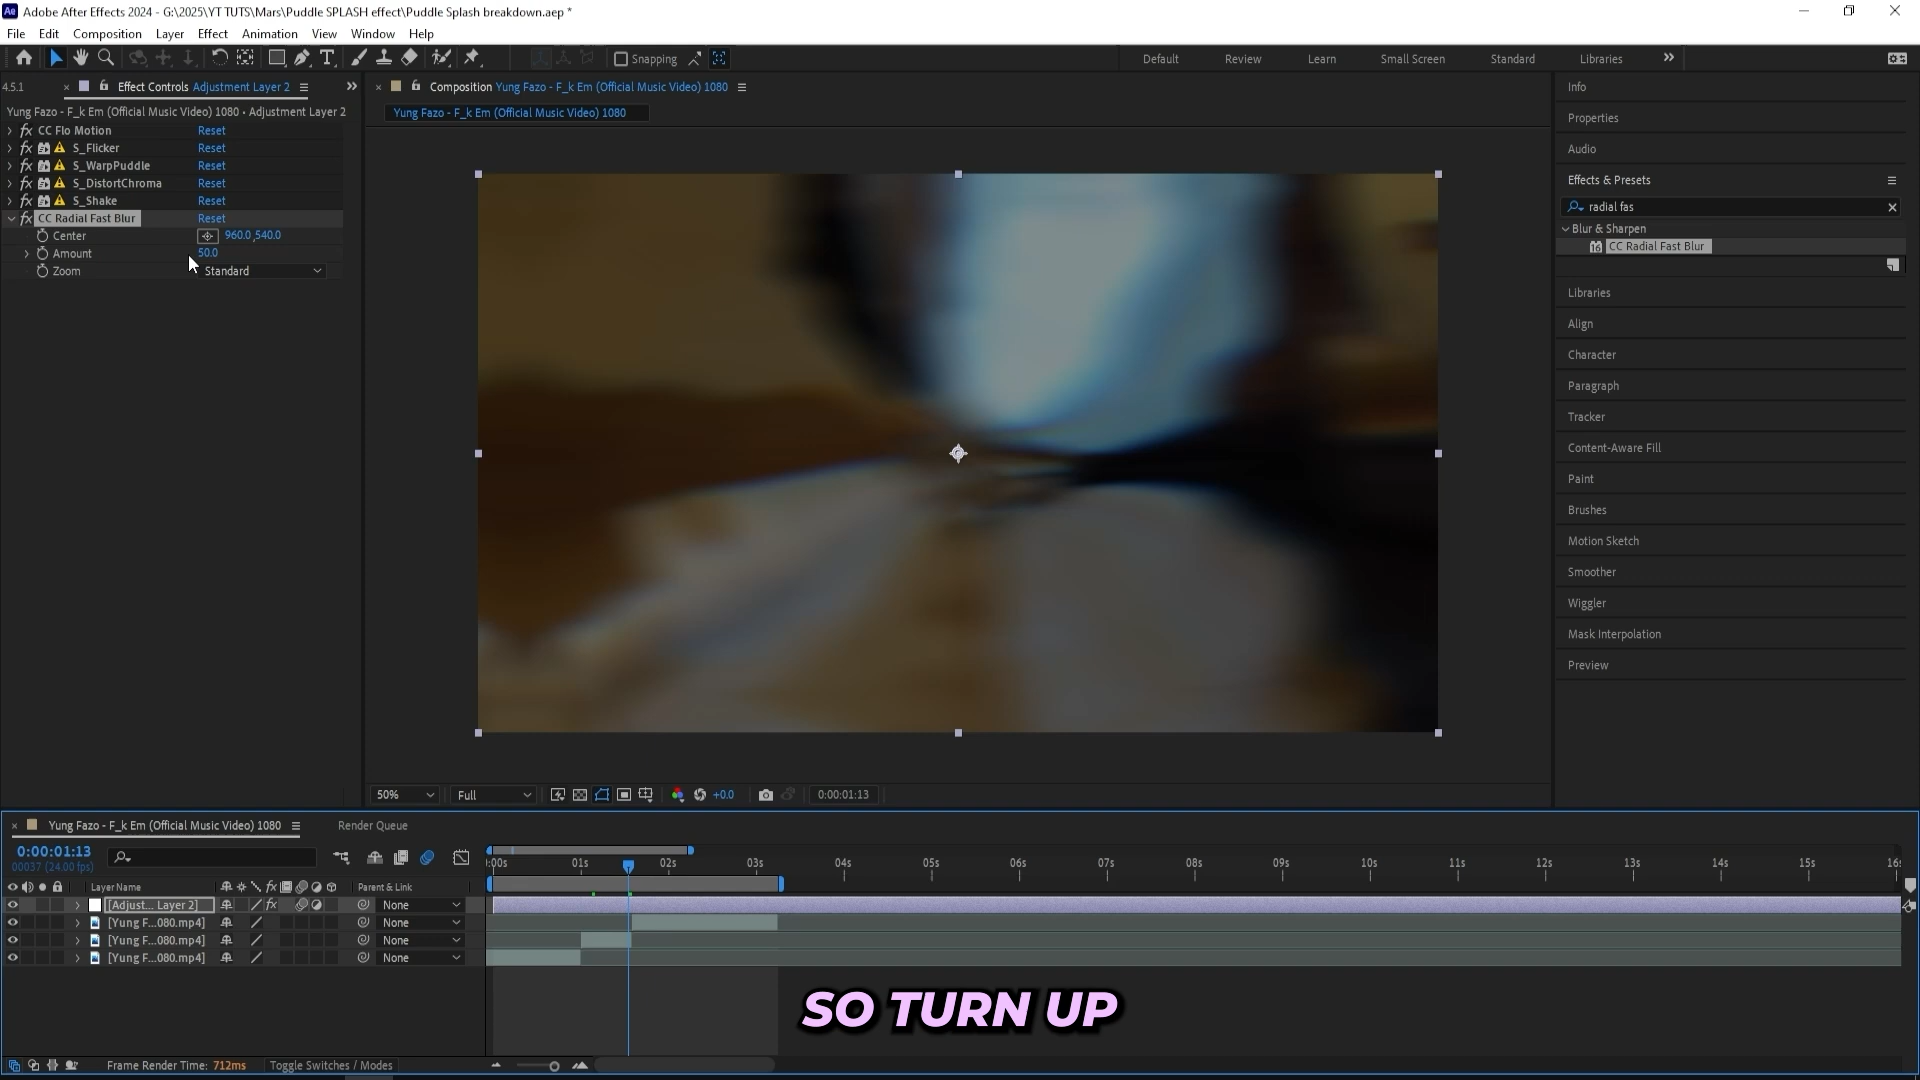 Adobe After Effects 2024 - G:\2025\YT TUTS\Mars\Puddle SPLASH effect\Puddle Splash breakdown.aep *
File Edit Composition Layer Effect Animation View Window Help
Snapping
Default Review Learn Small Screen Standard Libraries
4.5.1 Effect Controls Adjustment Layer 2
Yung Fazo - F_k Em (Official Music Video) 1080 • Adjustment Layer 2
CC Flo Motion Reset
S_Flicker Reset
S_WarpPuddle Reset
S_DistortChroma Reset
S_Shake Reset
CC Radial Fast Blur Reset
Center 960.0,540.0
Amount 50.0
Zoom Standard
Composition Yung Fazo - F_k Em (Official Music Video) 1080
Yung Fazo - F_k Em (Official Music Video) 1080
50% Full +0.0 0:00:01:13
Info
Properties
Audio
Effects & Presets
radial fas
Blur & Sharpen
CC Radial Fast Blur
Libraries
Align
Character
Paragraph
Tracker
Content-Aware Fill
Paint
Brushes
Motion Sketch
Smoother
Wiggler
Mask Interpolation
Preview
Yung Fazo - F_k Em (Official Music Video) 1080 Render Queue
0:00:01:13
00037 (24.00 fps)
:00s 01s 02s 03s 04s 05s 06s 07s 08s 09s 10s 11s 12s 13s 14s 15s 16s
Layer Name Parent & Link
[Adjust... Layer 2] None
[Yung F...080.mp4] None
[Yung F...080.mp4] None
[Yung F...080.mp4] None
SO TURN UP
Frame Render Time: 712ms Toggle Switches / Modes